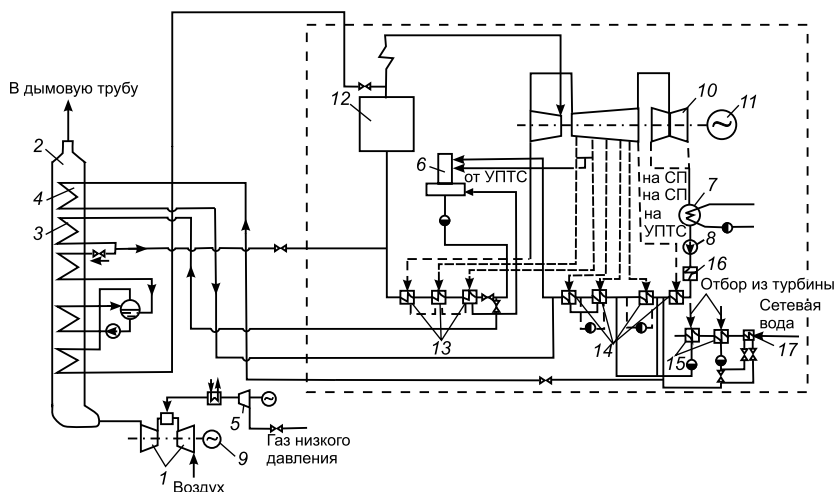 В дымовую трубу
2
4
3
12
10
11
6
от УПТС
на СП
на СП
на
УПТС
7
8
16
Отбор из турбины
Сетевая
вода
13
14
15
17
5
9
Газ низкого
давления
1
Воздух